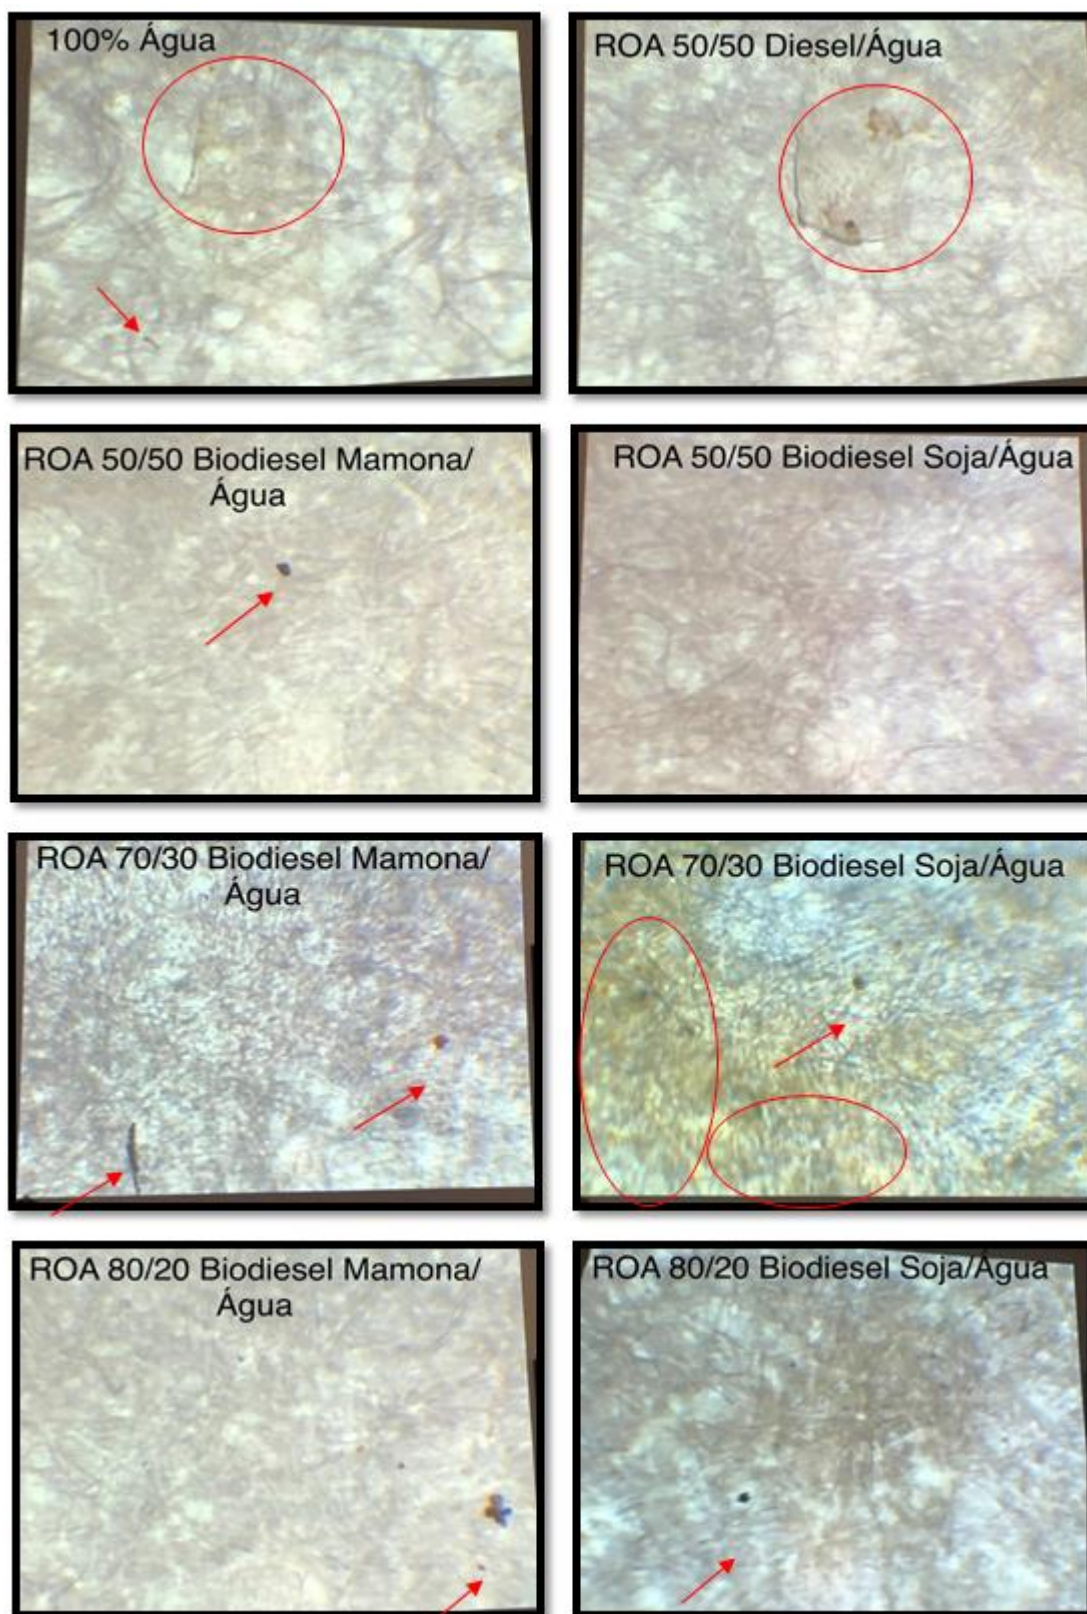 100% Água
ROA 50/50 Diesel/Água
ROA 50/50 Biodiesel Mamona/
Água
ROA 50/50 Biodiesel Soja/Água
ROA 70/30 Biodiesel Mamona/
Água
ROA 70/30 Biodiesel Soja/Água
ROA 80/20 Biodiesel Mamona/
Água
ROA 80/20 Biodiesel Soja/Água